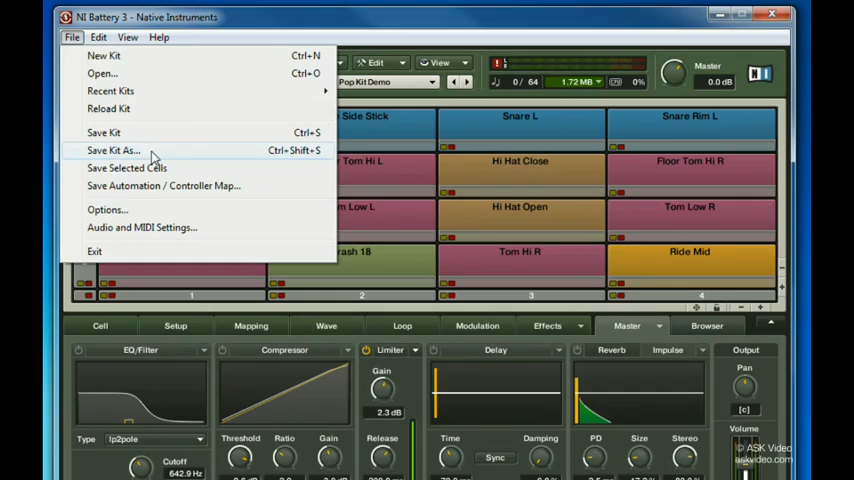 NI Battery 3 - Native Instruments
File Edit View Help
New Kit Ctrl+N
Open... Ctrl+O
Recent Kits
Reload Kit
Save Kit Ctrl+S
Save Kit As... Ctrl+Shift+S
Save Selected Cells
Save Automation / Controller Map...
Options...
Audio and MIDI Settings...
Exit
Edit View
Pop Kit Demo
L
R
0 / 64 1.72 MB CPU 0%
Master
0.0 dB
Side Stick Snare L Snare Rim L
Tom Hi L Hi Hat Close Floor Tom Hi R
Tom Low L Hi Hat Open Tom Low R
rash 18 Tom Hi R Ride Mid
1 2 3 4
Cell Setup Mapping Wave Loop Modulation Effects Master Browser
EQ/Filter Compressor Limiter Delay Reverb Impulse Output
Gain
2.3 dB
Pan
[c]
Type lp2pole
Threshold Ratio Gain Release Time Sync Damping PD Size Stereo Volume
Cutoff
642.9 Hz
© ASK Video
askvideo.com